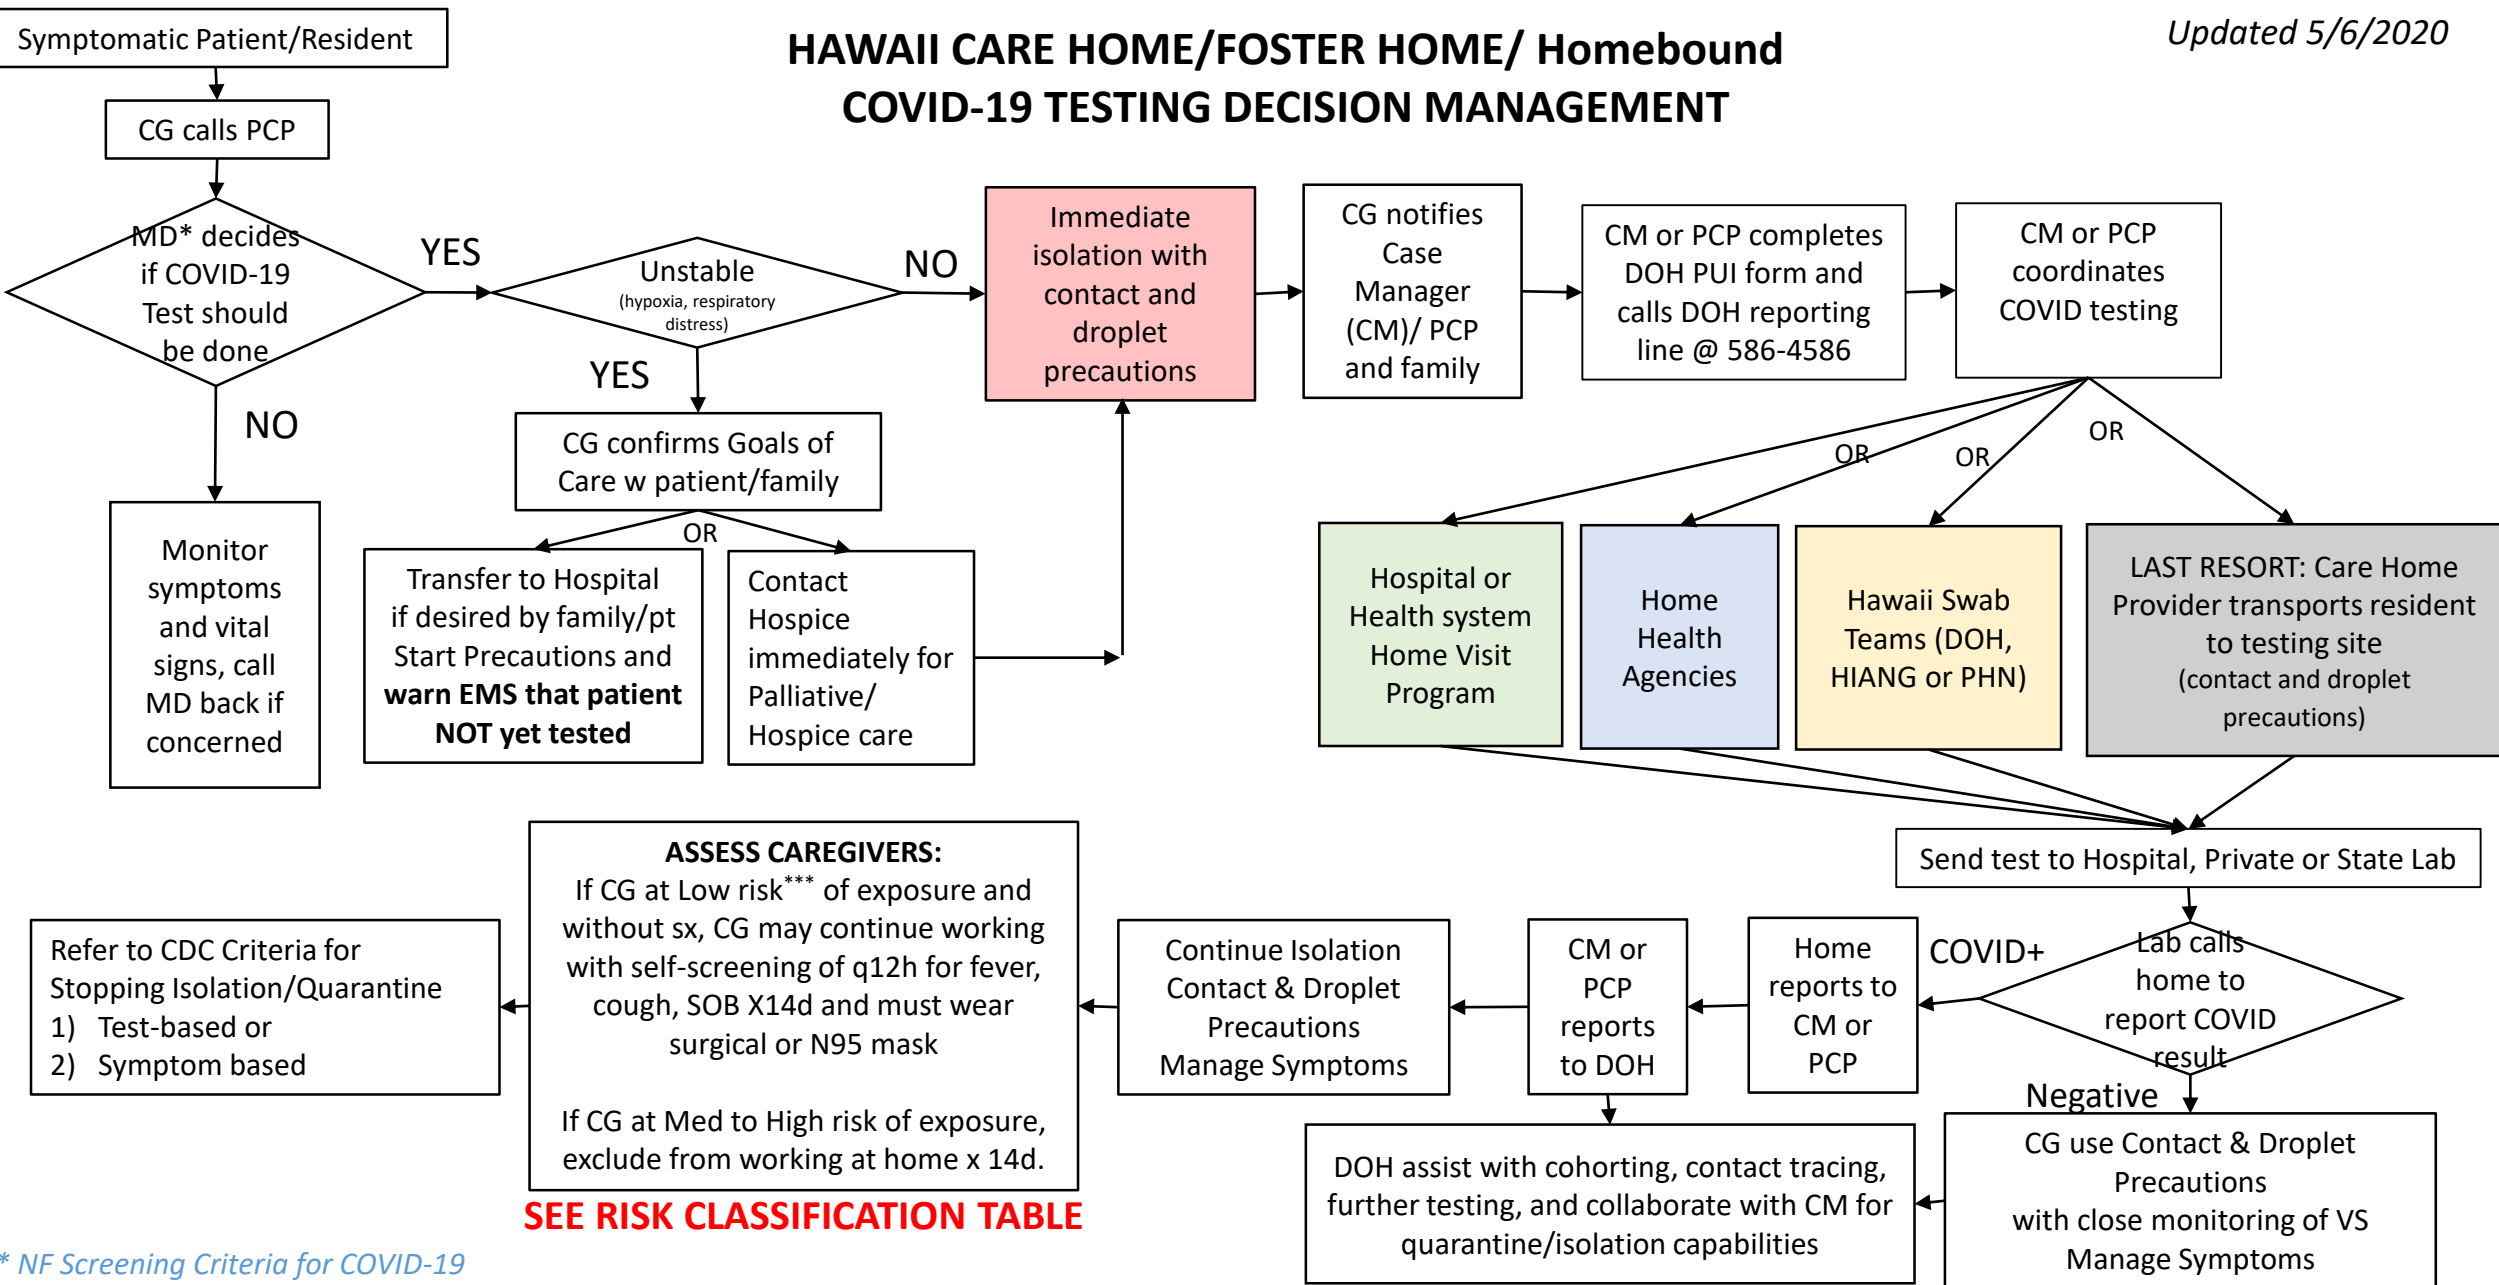 Symptomatic Patient/Resident
HAWAII CARE HOME/FOSTER HOME/ Homebound
COVID-19 TESTING DECISION MANAGEMENT
Updated 5/6/2020
CG calls PCP
MD* decides
if COVID-19
Test should
be done
YES
NO
Monitor
symptoms
and vital
signs, call
MD back if
concerned
Unstable
(hypoxia, respiratory
distress)
NO
YES
CG confirms Goals of
Care w patient/family
OR
Transfer to Hospital
if desired by family/pt
Start Precautions and
warn EMS that patient
NOT yet tested
Contact
Hospice
immediately for
Palliative/
Hospice care
Immediate
isolation with
contact and
droplet
precautions
CG notifies
Case
Manager
(CM)/ PCP
and family
CM or PCP completes
DOH PUI form and
calls DOH reporting
line @ 586-4586
CM or PCP
coordinates
COVID testing
OR
OR
OR
Hospital or
Health system
Home Visit
Program
Home
Health
Agencies
Hawaii Swab
Teams (DOH,
HIANG or PHN)
LAST RESORT: Care Home
Provider transports resident
to testing site
(contact and droplet
precautions)
Send test to Hospital, Private or State Lab
Lab calls
home to
report COVID
result
COVID+
Negative
Home
reports to
CM or
PCP
CM or
PCP
reports
to DOH
Continue Isolation
Contact & Droplet
Precautions
Manage Symptoms
ASSESS CAREGIVERS:
If CG at Low risk*** of exposure and
without sx, CG may continue working
with self-screening of q12h for fever,
cough, SOB X14d and must wear
surgical or N95 mask
If CG at Med to High risk of exposure,
exclude from working at home x 14d.
SEE RISK CLASSIFICATION TABLE
Refer to CDC Criteria for
Stopping Isolation/Quarantine
1) Test-based or
2) Symptom based
DOH assist with cohorting, contact tracing,
further testing, and collaborate with CM for
quarantine/isolation capabilities
CG use Contact & Droplet
Precautions
with close monitoring of VS
Manage Symptoms
* NF Screening Criteria for COVID-19